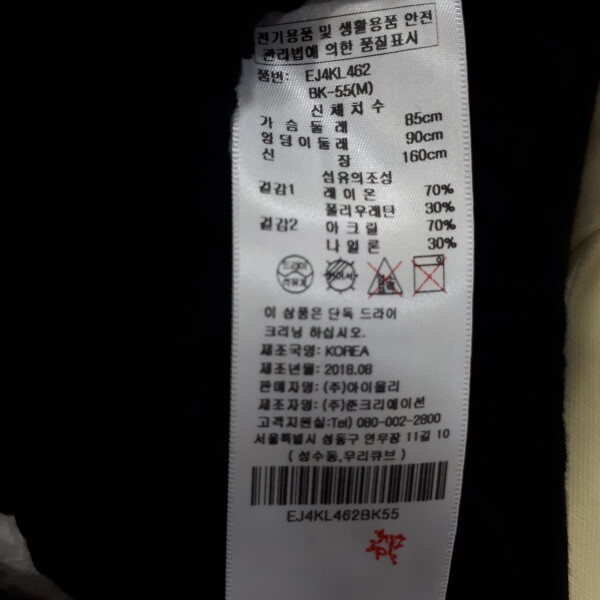 전기용품 및 생활용품 안전
관리법에 의한 품질표시
품번: EJ4KL462
BK-55(M)
신체치수
가슴둘레 85cm
엉덩이둘레 90cm
신장 160cm
섬유의조성
겉감1 레이온 70%
폴리우레탄 30%
겉감2 아크릴 70%
나일론 30%
드라이
석유계
이 상품은 단독 드라이
크리닝 하십시오.
제조국명: KOREA
제조년월: 2018.08
판매자명: (주)아이올리
제조자명: (주)준크리에이션
고객지원실:Tel) 080-002-2800
서울특별시 성동구 연무장 11길 10
( 성수동,우리큐브 )
EJ4KL462BK55